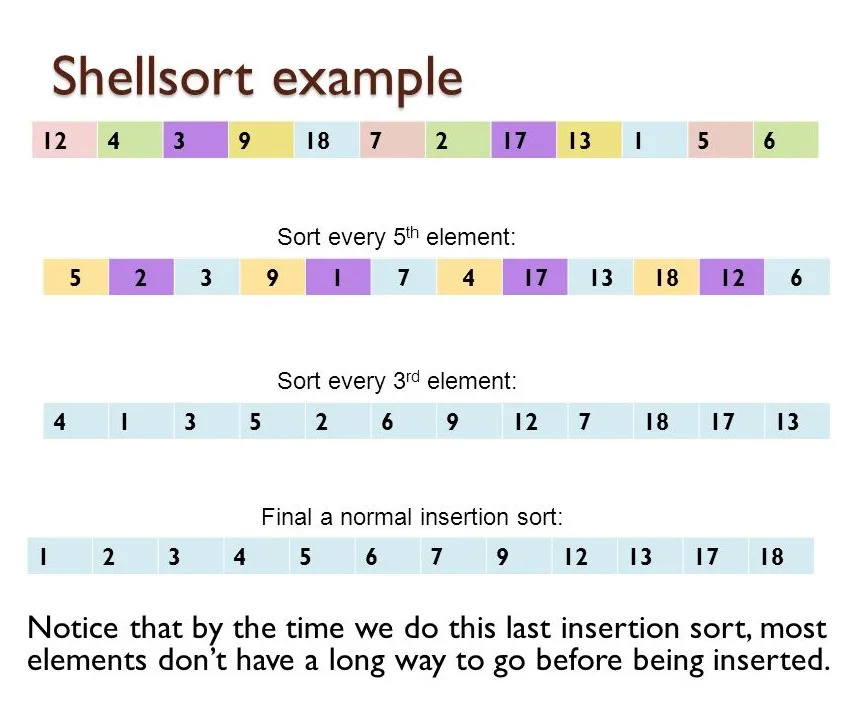 Shellsort example
12 4 3 9 18 7 2 17 13 1 5 6
Sort every 5th element:
5 2 3 9 1 7 4 17 13 18 12 6
Sort every 3rd element:
4 1 3 5 2 6 9 12 7 18 17 13
Final a normal insertion sort:
1 2 3 4 5 6 7 9 12 13 17 18
Notice that by the time we do this last insertion sort, most
elements don’t have a long way to go before being inserted.